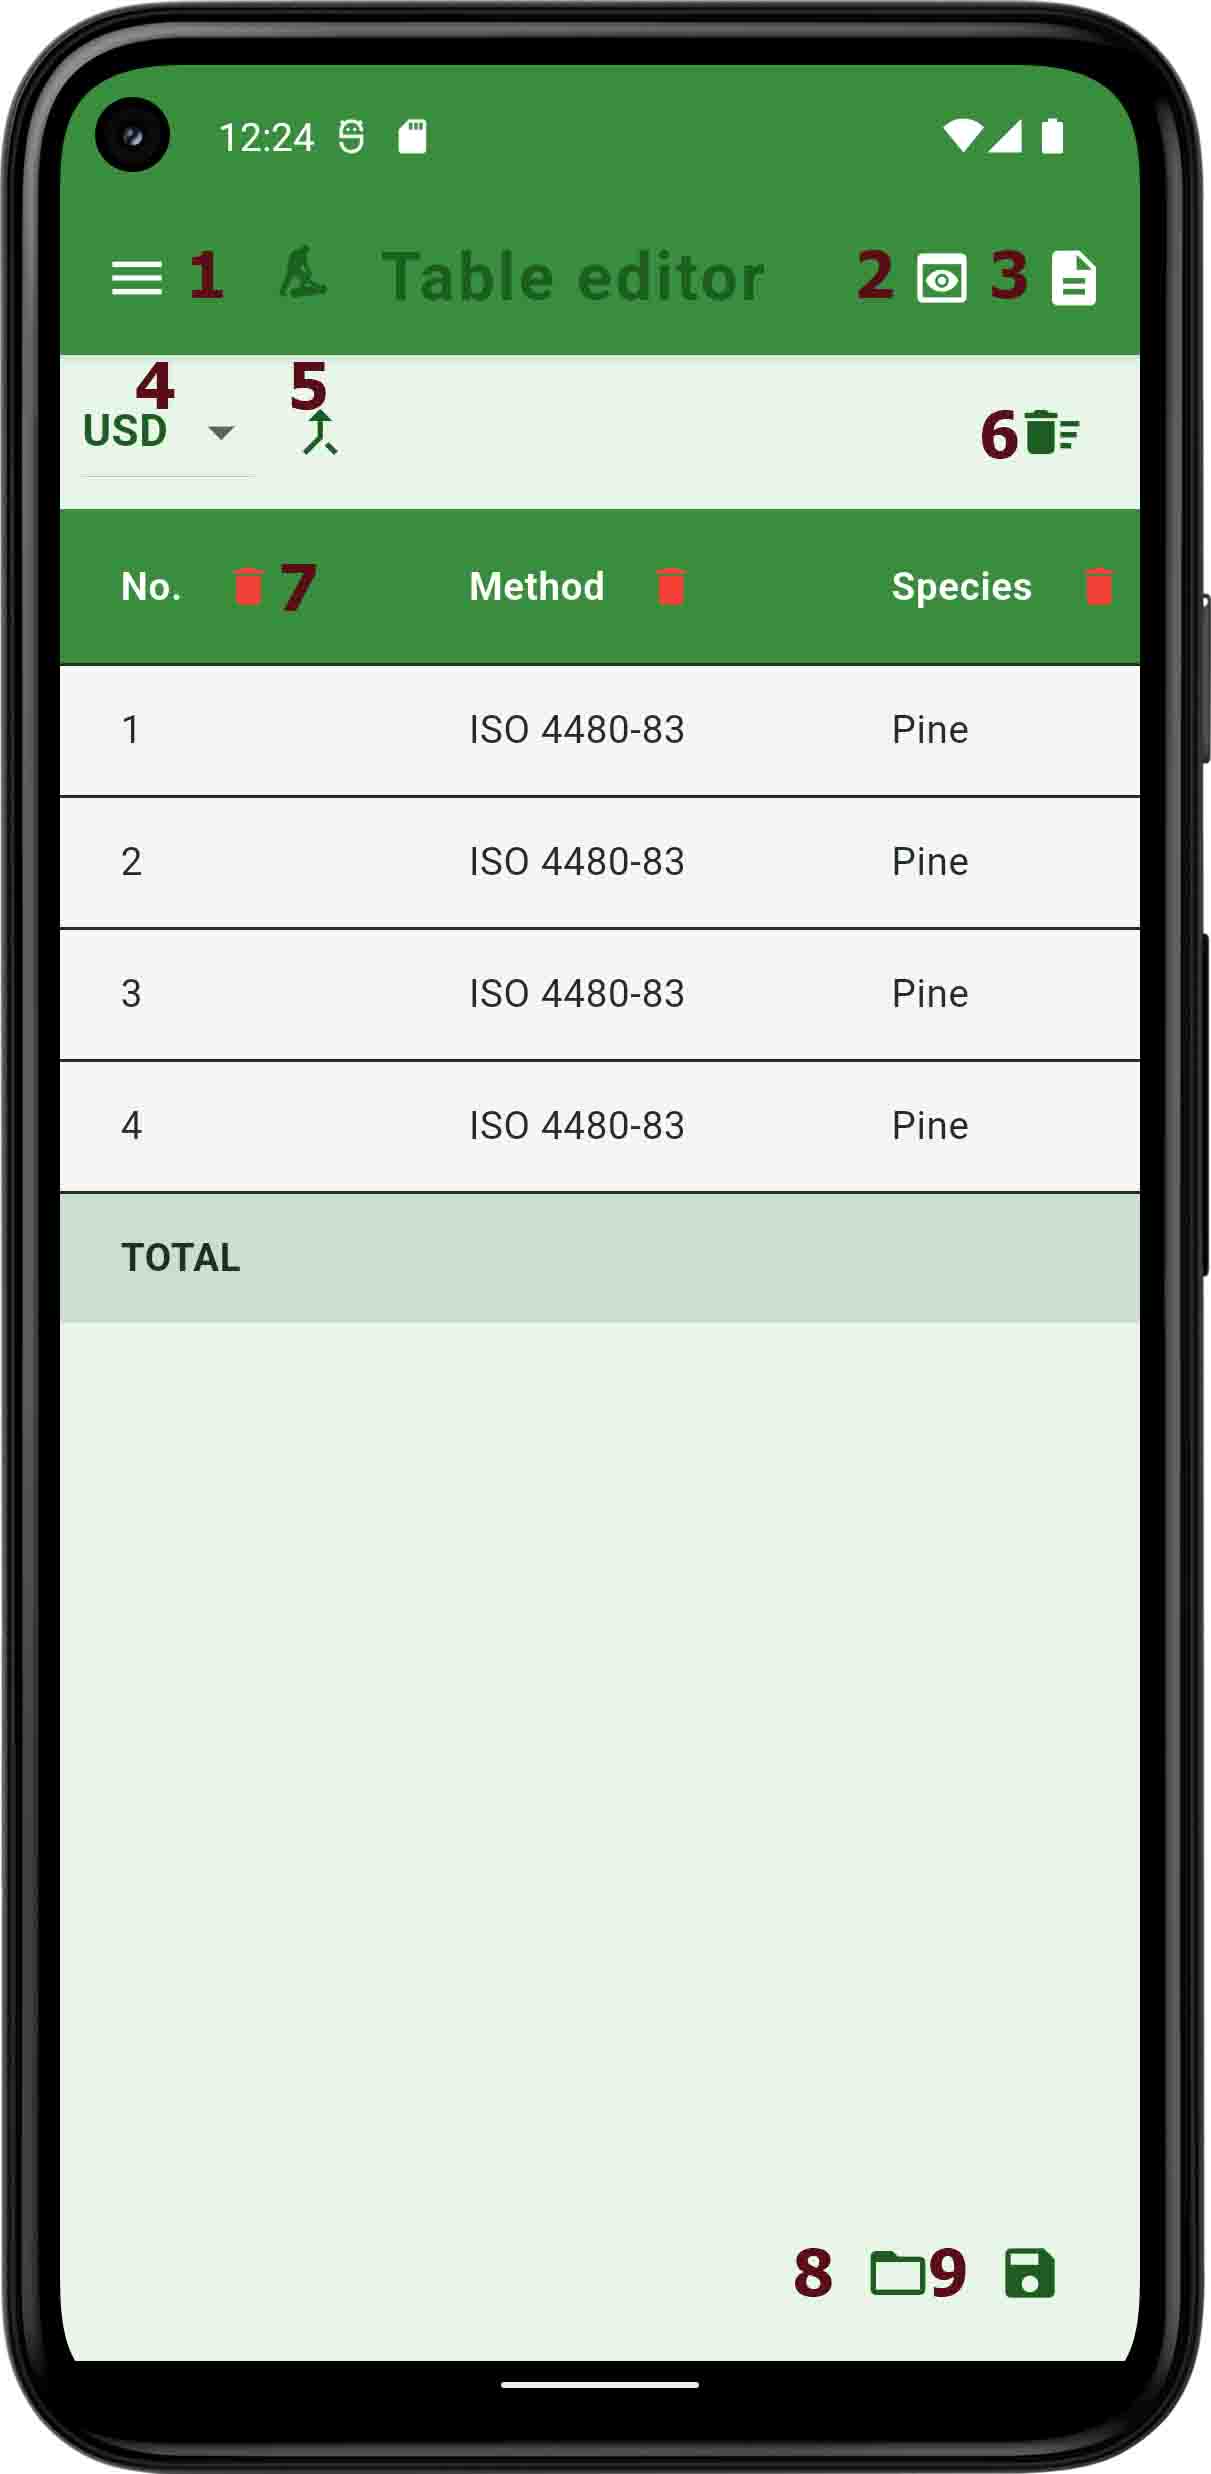 12:24
1 Table editor 2 3
4 5
USD 6
No. 7 Method Species
1 ISO 4480-83 Pine
2 ISO 4480-83 Pine
3 ISO 4480-83 Pine
4 ISO 4480-83 Pine
TOTAL
8 9